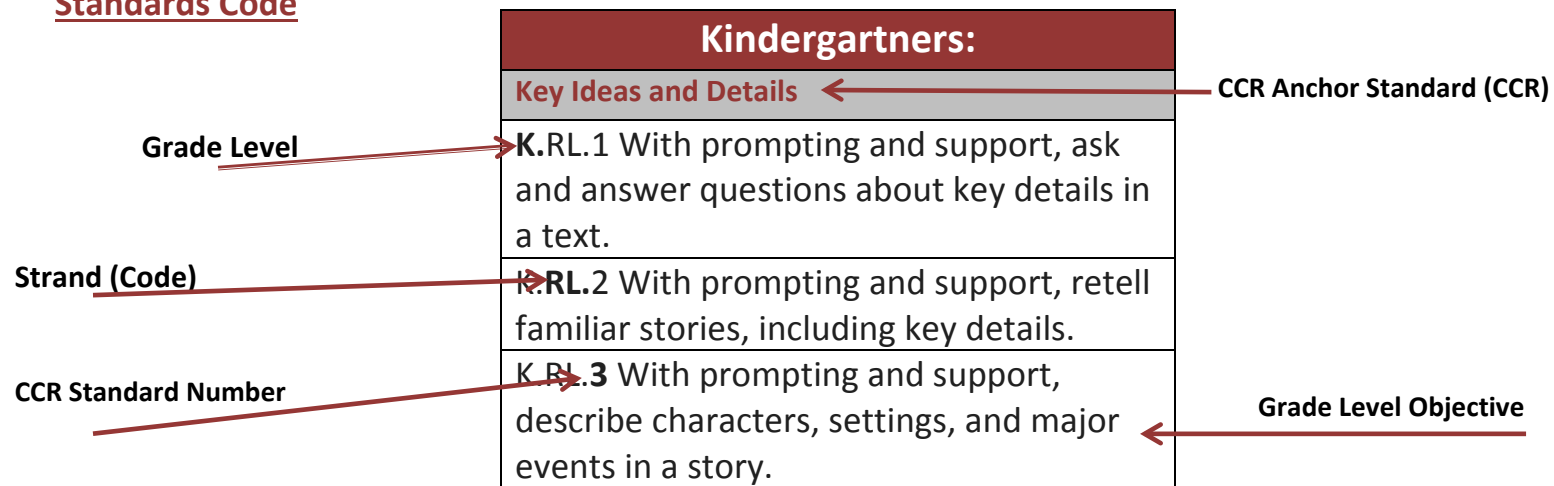 Standards Code
Kindergartners:
Key Ideas and Details
CCR Anchor Standard (CCR)
Grade Level
K.RL.1 With prompting and support, ask
and answer questions about key details in
a text.
Strand (Code)
K.RL.2 With prompting and support, retell
familiar stories, including key details.
CCR Standard Number
K.RL.3 With prompting and support,
describe characters, settings, and major
events in a story.
Grade Level Objective